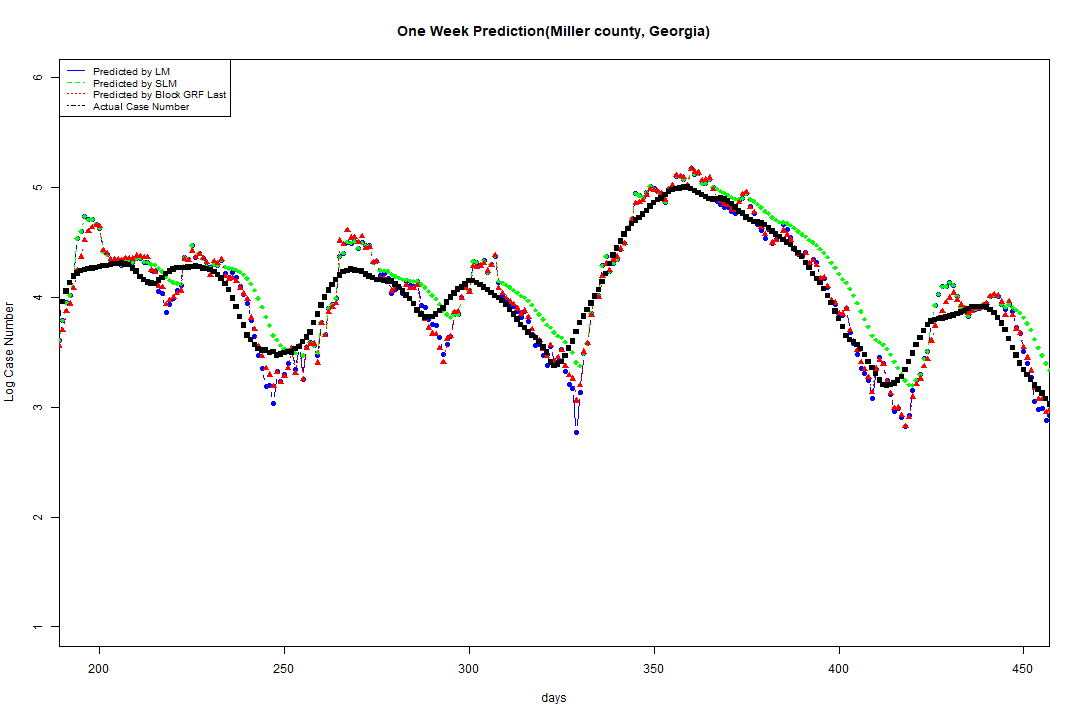 One Week Prediction(Miller county, Georgia)
Predicted by LM
Predicted by SLM
Predicted by Block GRF Last
Actual Case Number
6
5
4
3
2
1
Log Case Number
200 250 300 350 400 450
days